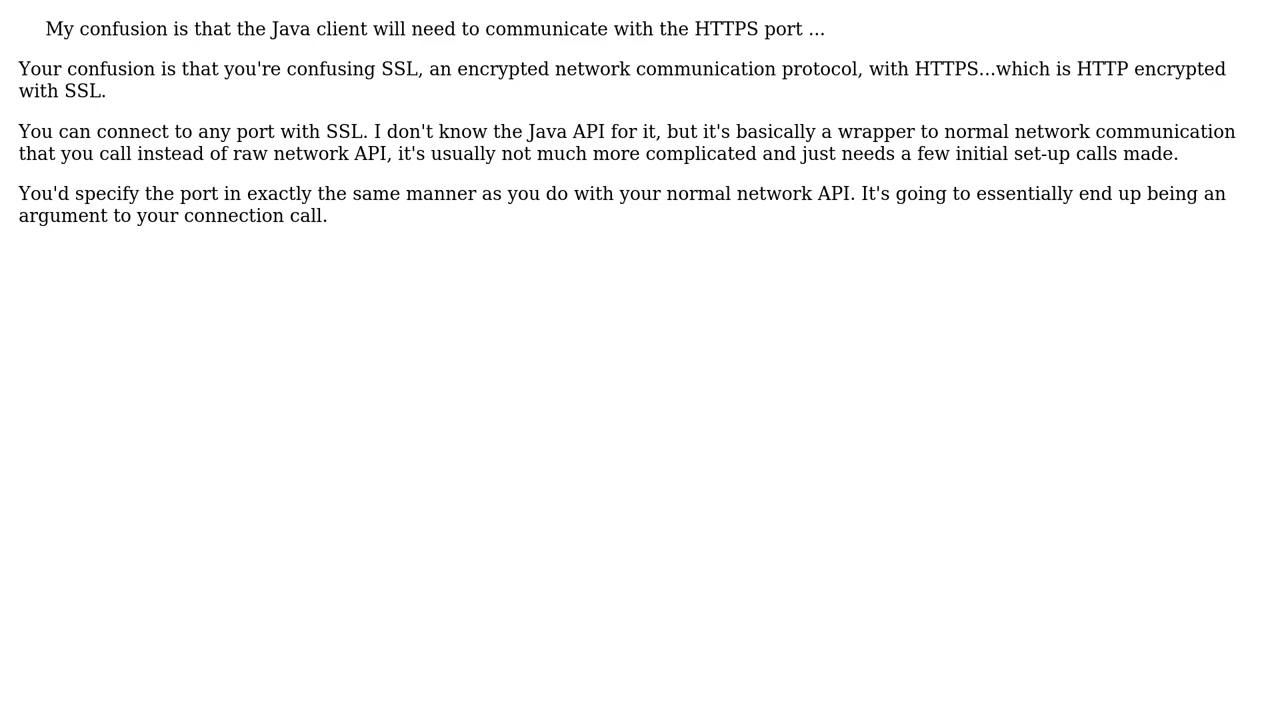 My confusion is that the Java client will need to communicate with the HTTPS port ...
Your confusion is that you're confusing SSL, an encrypted network communication protocol, with HTTPS...which is HTTP encrypted
with SSL.
You can connect to any port with SSL. I don't know the Java API for it, but it's basically a wrapper to normal network communication
that you call instead of raw network API, it's usually not much more complicated and just needs a few initial set-up calls made.
You'd specify the port in exactly the same manner as you do with your normal network API. It's going to essentially end up being an
argument to your connection call.